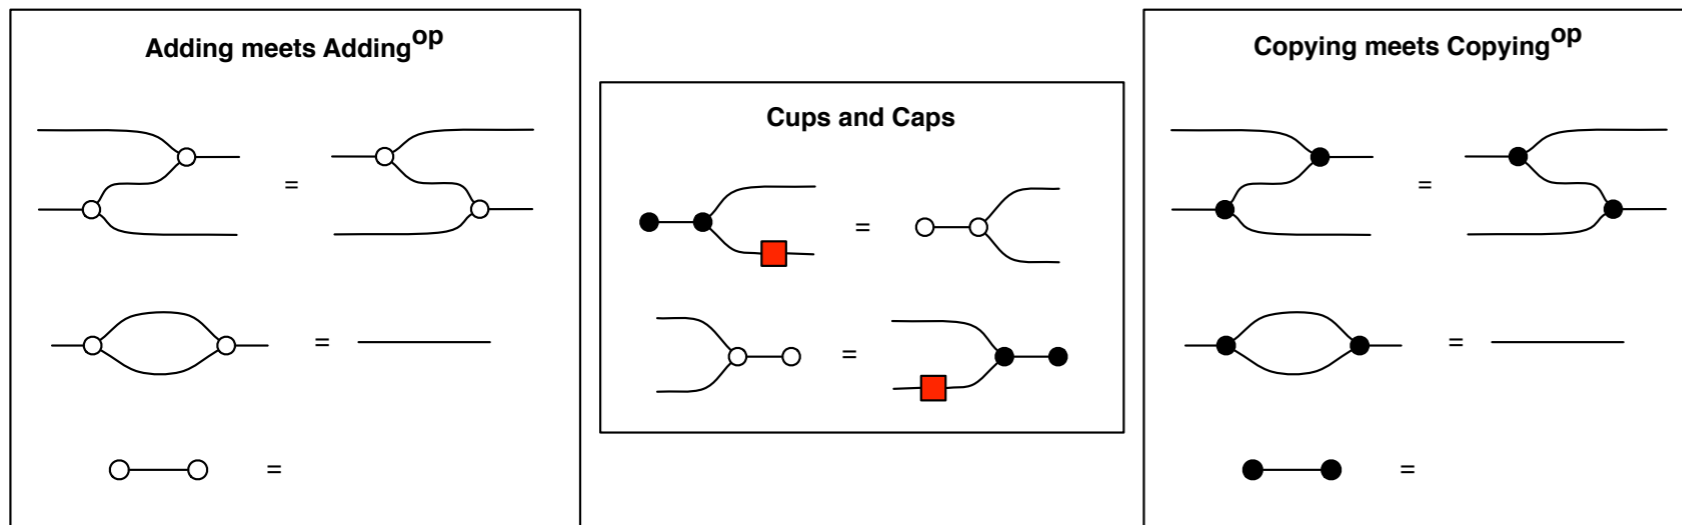 Adding meets Adding^op
=
=
=
Cups and Caps
=
=
Copying meets Copying^op
=
=
=